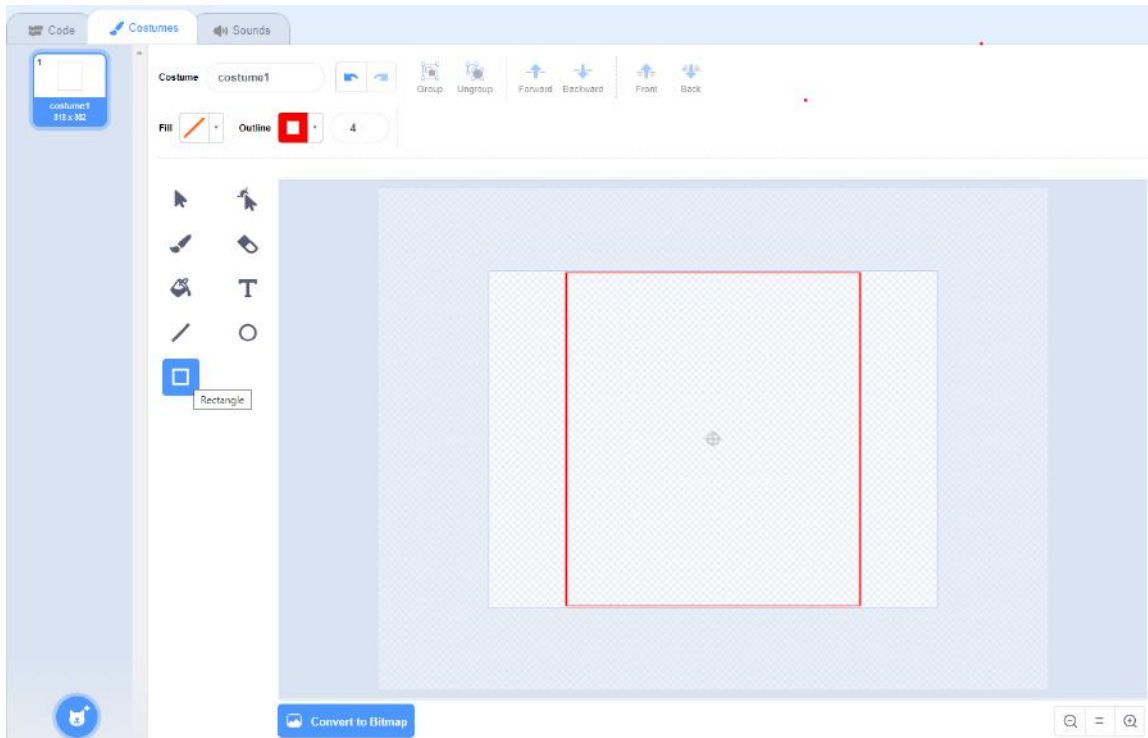 Code
Costumes
Sounds
1
costume1
Costume
costume1
Group
Ungroup
Forward
Backward
Front
Back
Fill
Outline
4
Rectangle
Convert to Bitmap